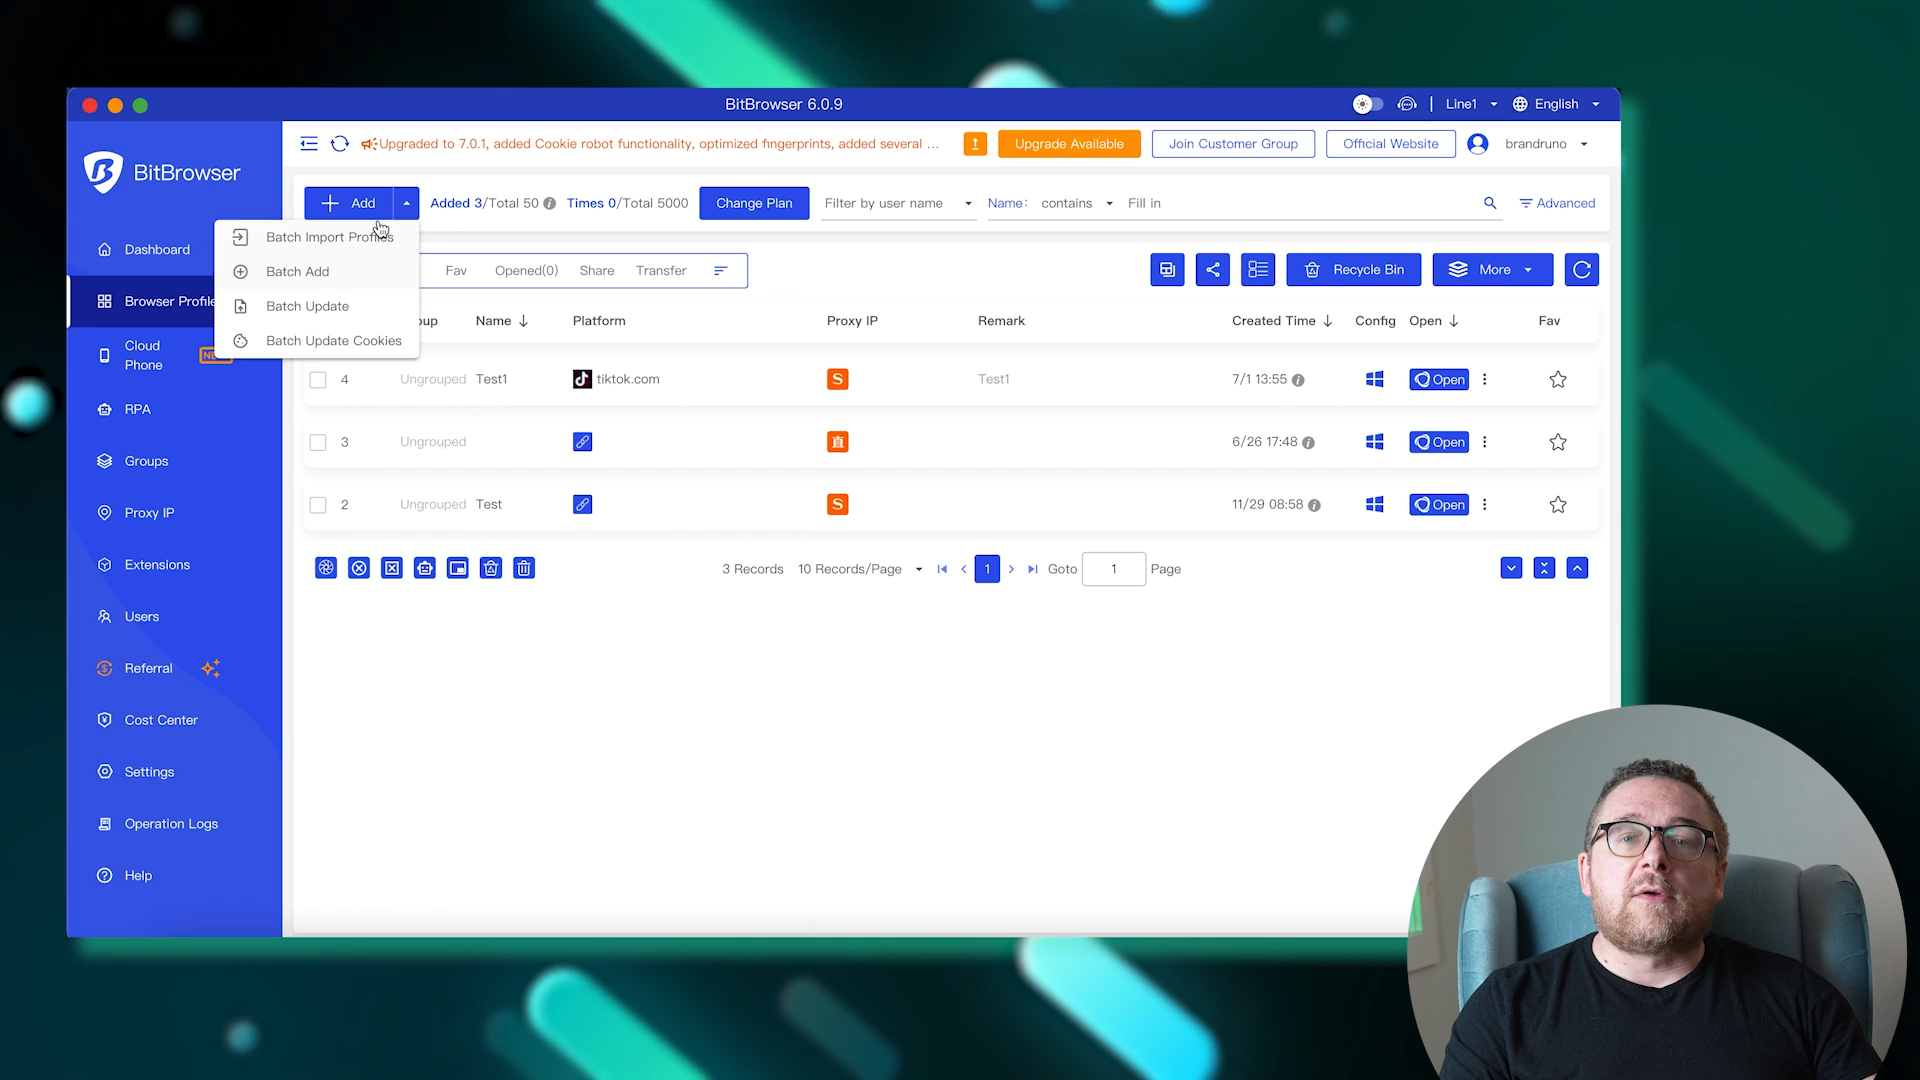 BitBrowser 6.0.9
Line1
English
BitBrowser
Upgraded to 7.0.1, added Cookie robot functionality, optimized fingerprints, added several ...
Upgrade Available
Join Customer Group
Official Website
brandruno
Add
Added 3/Total 50
Times 0/Total 5000
Change Plan
Filter by user name
Name:
contains
Fill in
Advanced
Batch Import Profiles
Batch Add
Batch Update
Batch Update Cookies
Dashboard
Browser Profile
Cloud
Phone
RPA
Groups
Proxy IP
Extensions
Users
Referral
Cost Center
Settings
Operation Logs
Help
Fav
Opened(0)
Share
Transfer
Recycle Bin
More
oup
Name
Platform
Proxy IP
Remark
Created Time
Config
Open
Fav
4
Ungrouped
Test1
tiktok.com
S
Test1
7/1 13:55
Open
3
Ungrouped
直
6/26 17:48
Open
2
Ungrouped
Test
S
11/29 08:58
Open
3 Records
10 Records/Page
1
Goto
1
Page